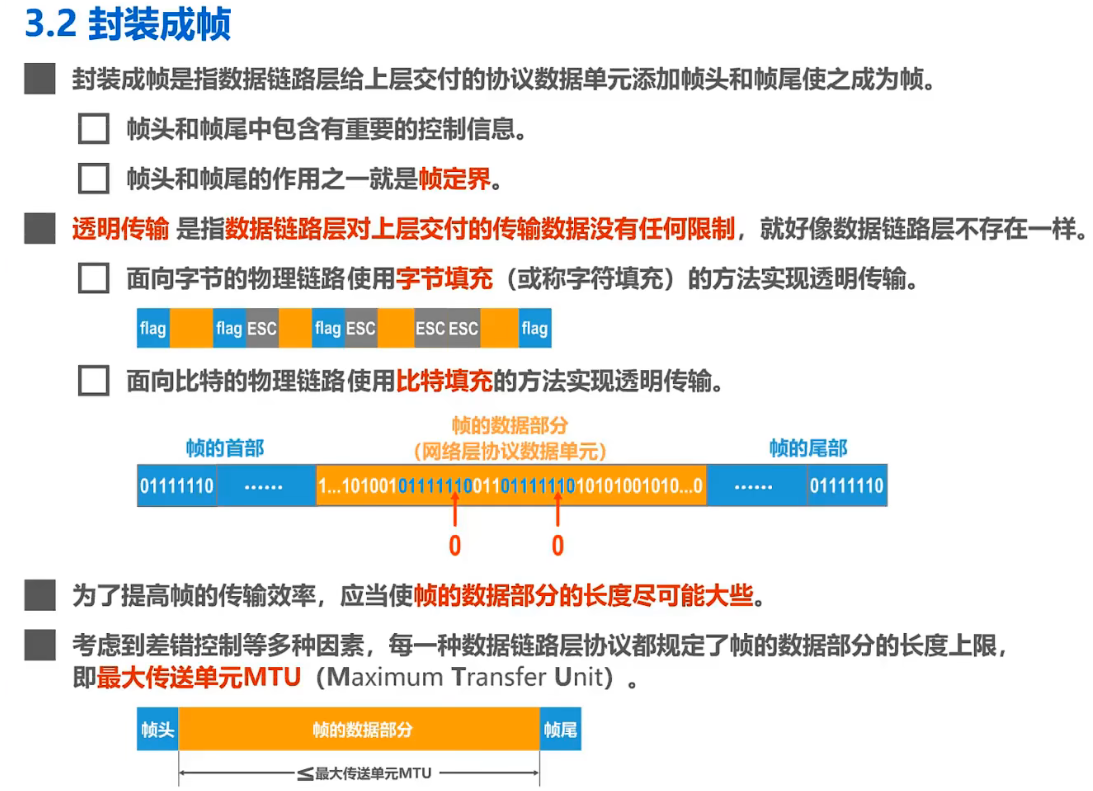 3.2 封装成帧
封装成帧是指数据链路层给上层交付的协议数据单元添加帧头和帧尾使之成为帧。
帧头和帧尾中包含有重要的控制信息。
帧头和帧尾的作用之一就是帧定界。
透明传输 是指数据链路层对上层交付的传输数据没有任何限制，就好像数据链路层不存在一样。
面向字节的物理链路使用字节填充（或称字符填充）的方法实现透明传输。
flag flag ESC flag ESC ESC ESC flag
面向比特的物理链路使用比特填充的方法实现透明传输。
帧的数据部分
帧的首部 （网络层协议数据单元） 帧的尾部
01111110 …… 1...101001011111100110111111010101001010...0 …… 01111110
0 0
为了提高帧的传输效率，应当使帧的数据部分的长度尽可能大些。
考虑到差错控制等多种因素，每一种数据链路层协议都规定了帧的数据部分的长度上限，
即最大传送单元MTU（Maximum Transfer Unit）。
帧头 帧的数据部分 帧尾
≤最大传送单元MTU